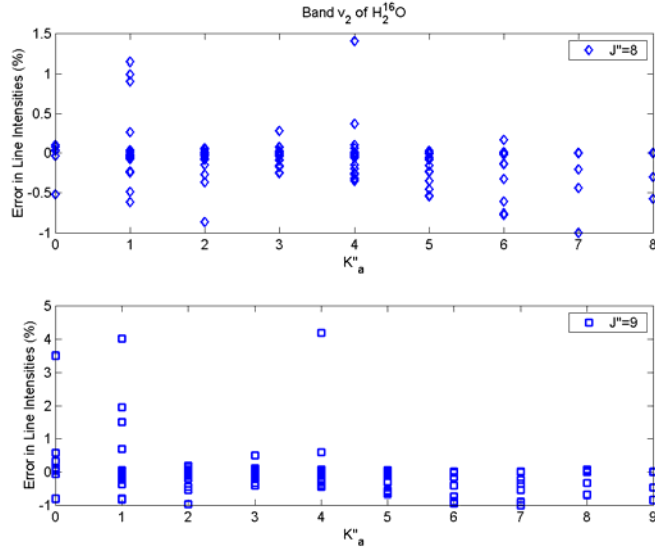 Band v₂ of H₂¹⁶O
Error in Line Intensities (%)
1.5
1
0.5
0
-0.5
-1
J"=8
0 1 2 3 4 5 6 7 8
K"ₐ
Error in Line Intensities (%)
5
4
3
2
1
0
-1
J"=9
0 1 2 3 4 5 6 7 8 9
K"ₐ